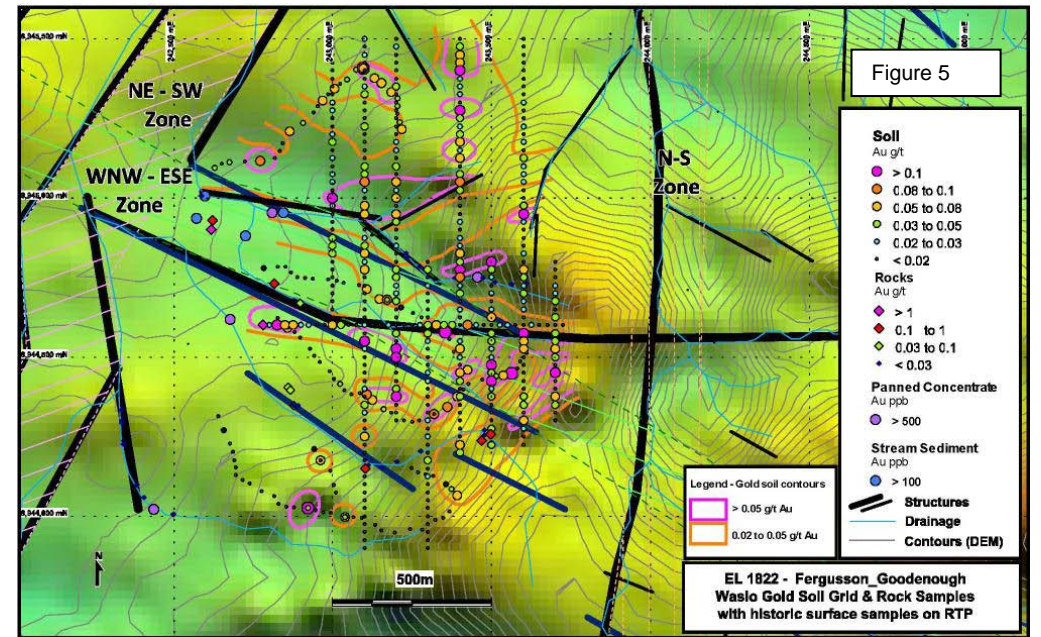 Figure 5
NE - SW
Zone
WNW - ESE
Zone
N-S
Zone
500m
N
Soil
Au g/t
> 0.1
0.08 to 0.1
0.05 to 0.08
0.03 to 0.05
0.02 to 0.03
< 0.02
Rocks
Au g/t
> 1
0.1 to 1
0.03 to 0.1
< 0.03
Panned Concentrate
Au ppb
> 500
Stream Sediment
Au ppb
> 100
Structures
Drainage
Contours (DEM)
Legend - Gold soil contours
> 0.05 g/t Au
0.02 to 0.05 g/t Au
EL 1822 - Fergusson_Goodenough
Waslo Gold Soil Grid & Rock Samples
with historic surface samples on RTP